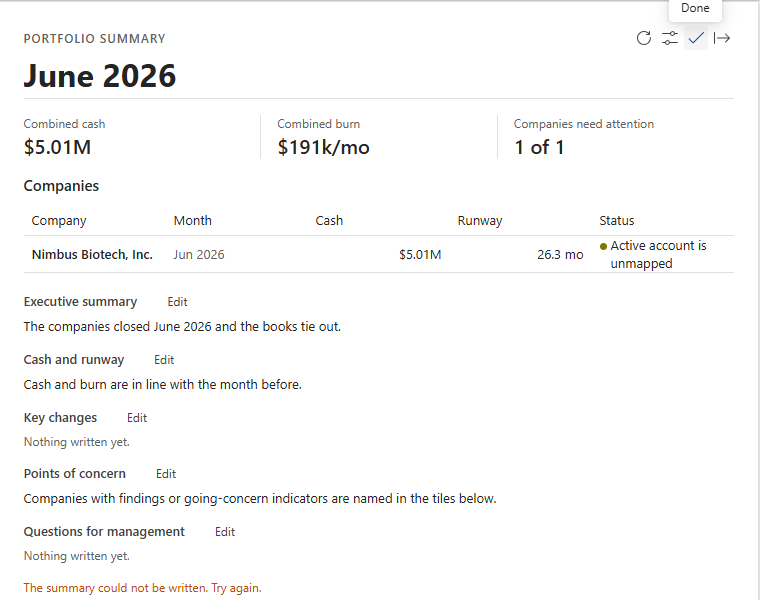 Done
PORTFOLIO SUMMARY
June 2026
Combined cash
$5.01M
Combined burn
$191k/mo
Companies need attention
1 of 1
Companies
Company Month Cash Runway Status
Nimbus Biotech, Inc. Jun 2026 $5.01M 26.3 mo Active account is
unmapped
Executive summary Edit
The companies closed June 2026 and the books tie out.
Cash and runway Edit
Cash and burn are in line with the month before.
Key changes Edit
Nothing written yet.
Points of concern Edit
Companies with findings or going-concern indicators are named in the tiles below.
Questions for management Edit
Nothing written yet.
The summary could not be written. Try again.